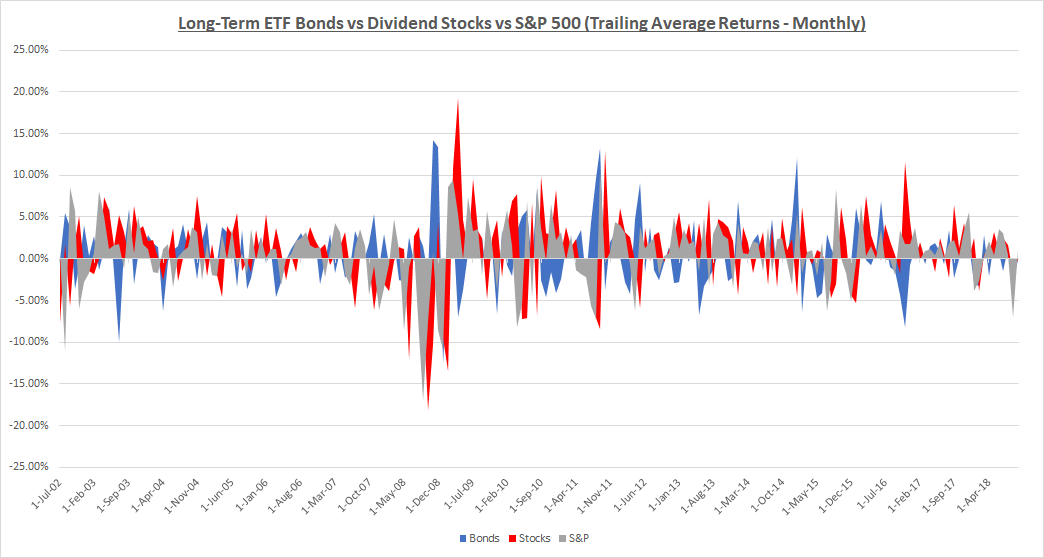 Long-Term ETF Bonds vs Dividend Stocks vs S&P 500 (Trailing Average Returns - Monthly)
25.00%
20.00%
15.00%
10.00%
5.00%
0.00%
-5.00%
-10.00%
-15.00%
-20.00%
-25.00%
1-Jul-02
1-Feb-03
1-Sep-03
1-Apr-04
1-Nov-04
1-Jun-05
1-Jan-06
1-Aug-06
1-Mar-07
1-Oct-07
1-May-08
1-Dec-08
1-Jul-09
1-Feb-10
1-Sep-10
1-Apr-11
1-Nov-11
1-Jun-12
1-Jan-13
1-Aug-13
1-Mar-14
1-Oct-14
1-May-15
1-Dec-15
1-Jul-16
1-Feb-17
1-Sep-17
1-Apr-18
Bonds Stocks S&P